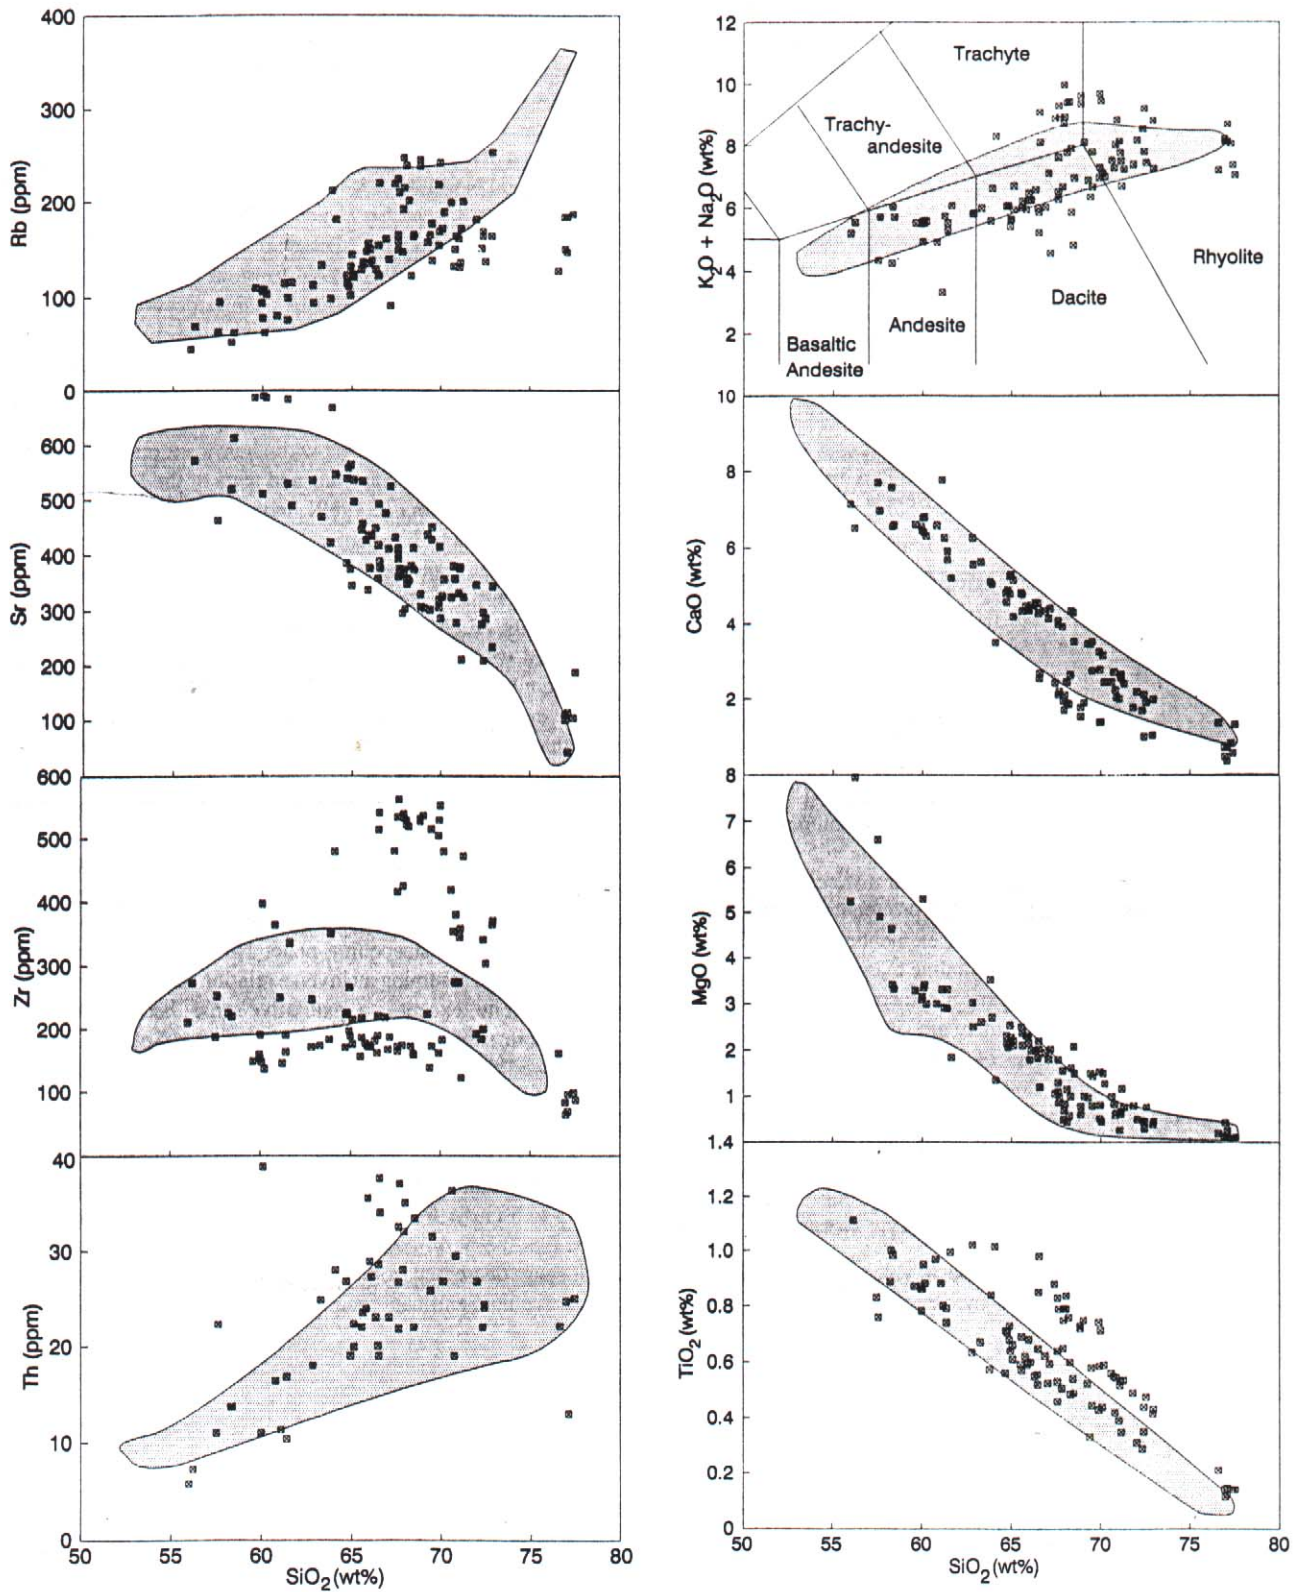 400
300
200
100
0
Rb (ppm)
600
500
400
300
200
100
Sr (ppm)
600
500
400
300
200
100
Zr (ppm)
40
30
20
10
0
Th (ppm)
50 55 60 65 70 75 80
SiO2 (wt%)
12
10
8
6
4
2
K2O + Na2O (wt%)
Trachyte
Trachy-
andesite
Rhyolite
Dacite
Andesite
Basaltic
Andesite
10
8
6
4
2
CaO (wt%)
8
7
6
5
4
3
2
1
MgO (wt%)
1.4
1.2
1.0
0.8
0.6
0.4
0.2
0
TiO2 (wt%)
50 55 60 65 70 75 80
SiO2 (wt%)